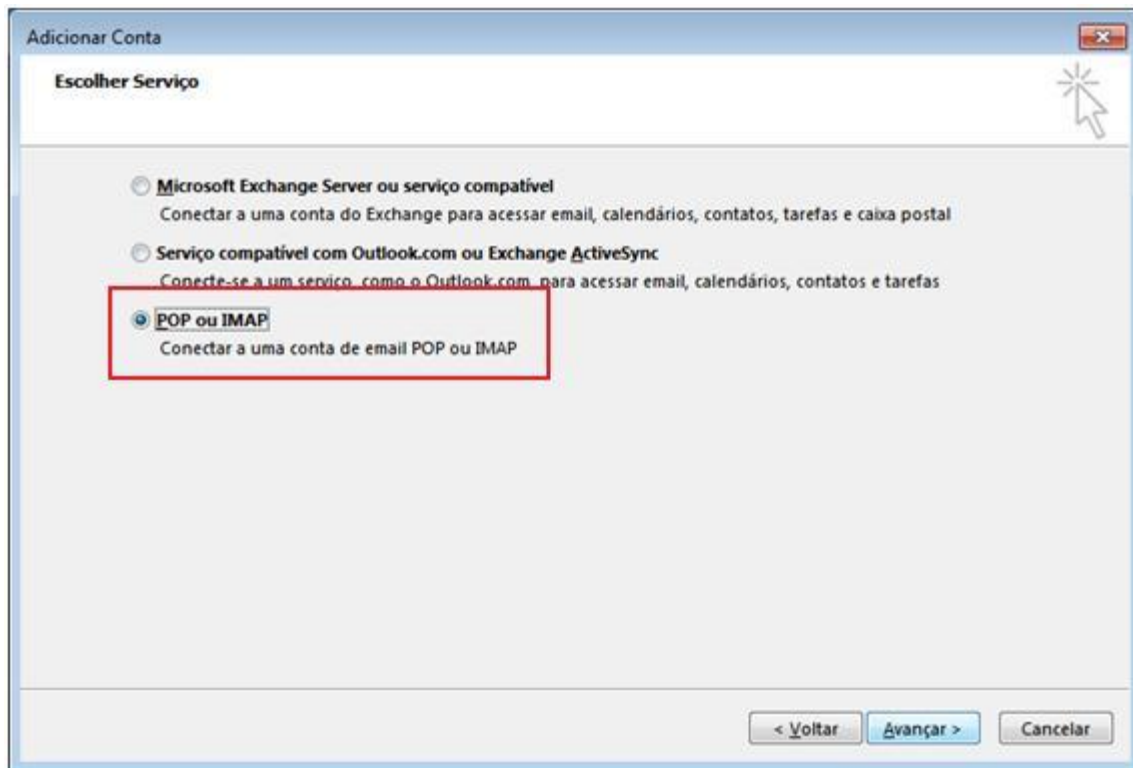 Adicionar Conta
Escolher Serviço
Microsoft Exchange Server ou serviço compatível
Conectar a uma conta do Exchange para acessar email, calendários, contatos, tarefas e caixa postal
Serviço compatível com Outlook.com ou Exchange ActiveSync
Conecte-se a um serviço, como o Outlook.com, para acessar email, calendários, contatos e tarefas
POP ou IMAP
Conectar a uma conta de email POP ou IMAP
< Voltar Avançar > Cancelar